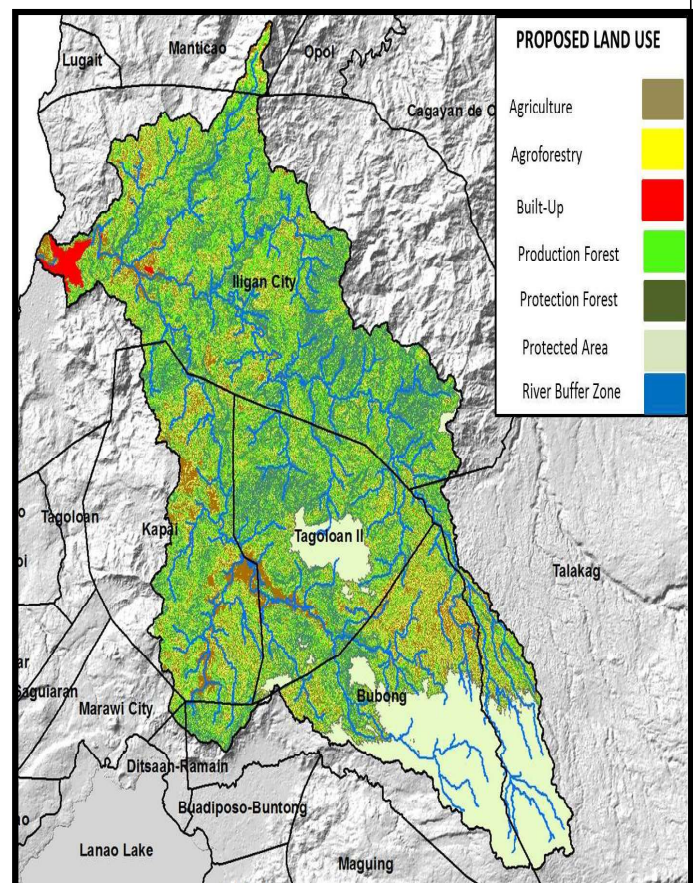 PROPOSED LAND USE
Agriculture
Agroforestry
Built-Up
Production Forest
Protection Forest
Protected Area
River Buffer Zone
Lugait
Manticao
Opol
Cagayan de
Iligan City
Tagoloan
Kapai
Tagoloan II
Talakag
Bubong
Marawi City
Ditsaan-Ramain
Buadiposo-Buntong
Lanao Lake
Maguing